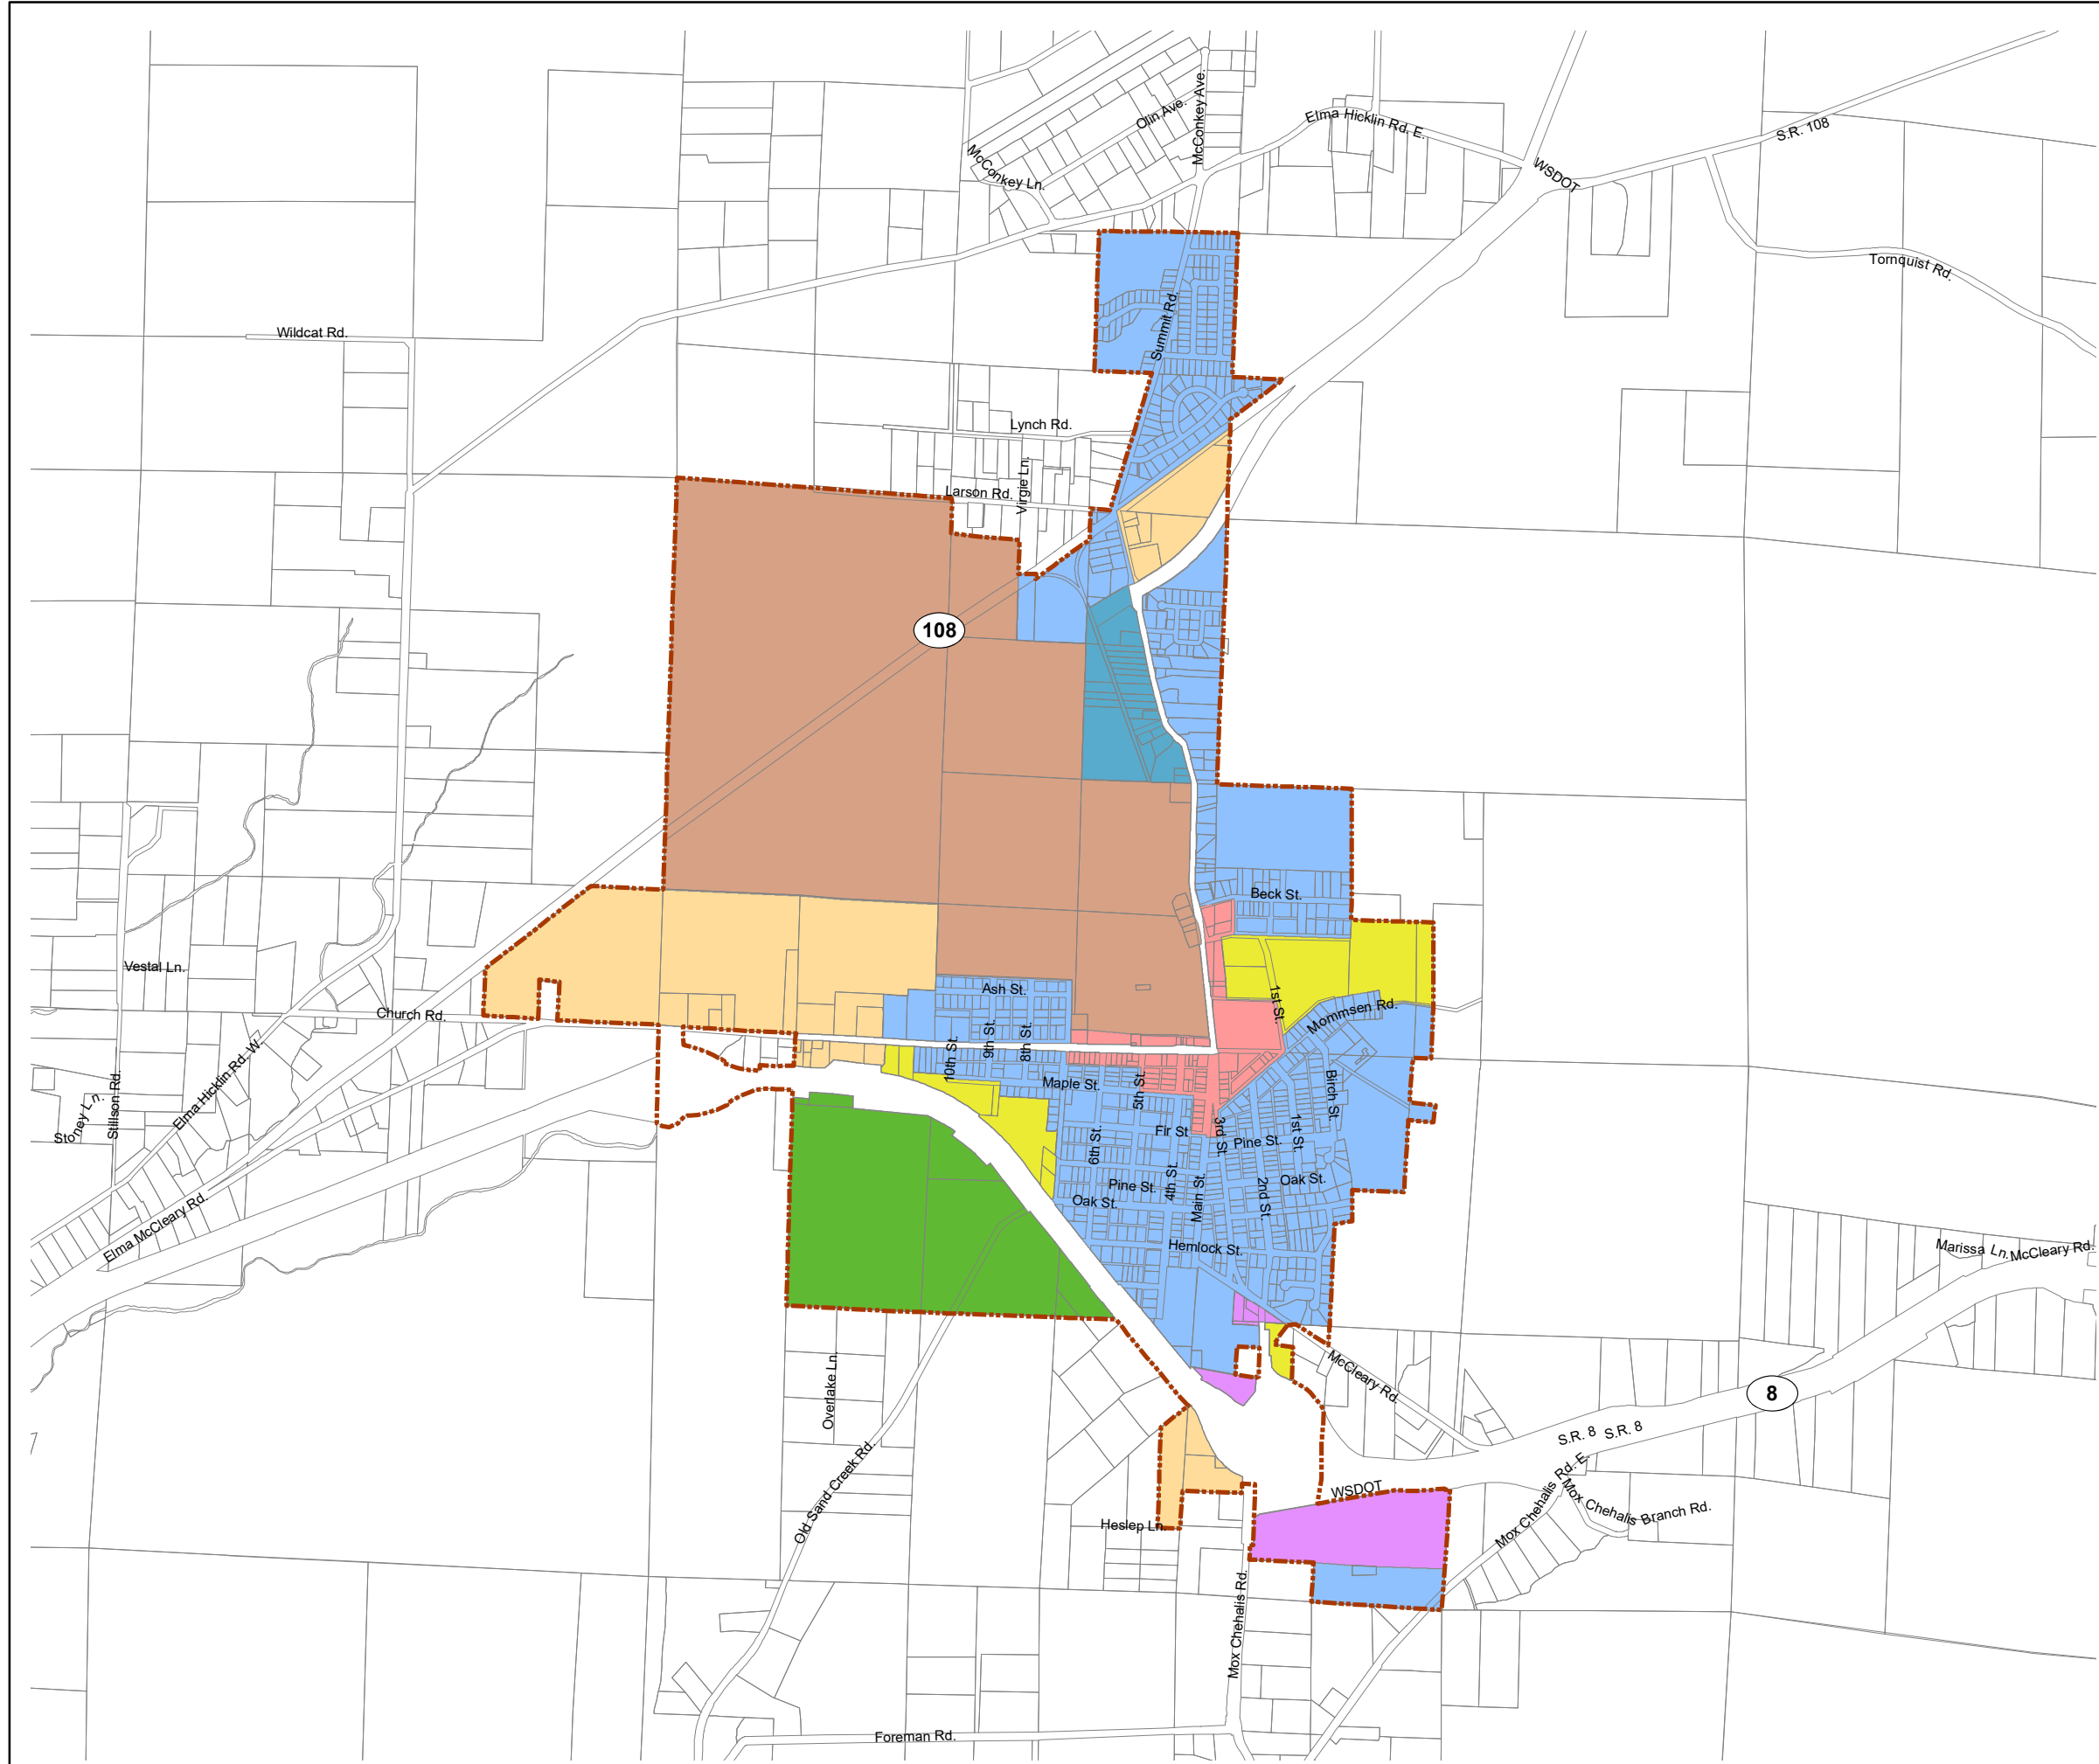 Olin Ave.
McConkey Ave.
Elma Hicklin Rd. E.
S.R. 108
McConkey Ln.
WSDOT
Tornquist Rd.
Summit Rd.
Wildcat Rd.
Lynch Rd.
Virgie Ln.
Larson Rd.
108
Beck St.
Vestal Ln.
Ash St.
1st St.
Mommsen Rd.
Church Rd.
10th St.
9th St.
8th St.
Elma Hicklin Rd. W.
Maple St.
5th St.
Birch St.
Stoney Ln.
Stillson Rd.
Fir St
3rd St.
Pine St.
1st St.
6th St.
4th St.
Pine St.
Oak St.
Oak St.
Main St.
2nd St.
Elma McCleary Rd.
Hemlock St.
Marissa Ln.
McCleary Rd.
Overlake Ln.
McCleary Rd.
8
S.R. 8
S.R. 8
Old Sand Creek Rd.
WSDOT
Mox Chehalis Rd. E.
Mox Chehalis Branch Rd.
Heslep Ln.
Mox Chehalis Rd.
Foreman Rd.